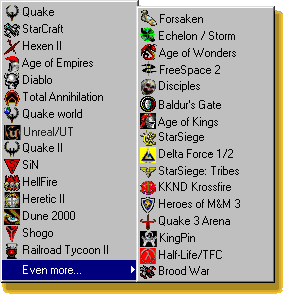 Quake
StarCraft
Hexen II
Age of Empires
Diablo
Total Annihilation
Quake world
Unreal/UT
Quake II
SiN
HellFire
Heretic II
Dune 2000
Shogo
Railroad Tycoon II
Even more...
Forsaken
Echelon / Storm
Age of Wonders
FreeSpace 2
Disciples
Baldur's Gate
Age of Kings
StarSiege
Delta Force 1/2
StarSiege: Tribes
KKND Krossfire
Heroes of M&M 3
Quake 3 Arena
KingPin
Half-Life/TFC
Brood War